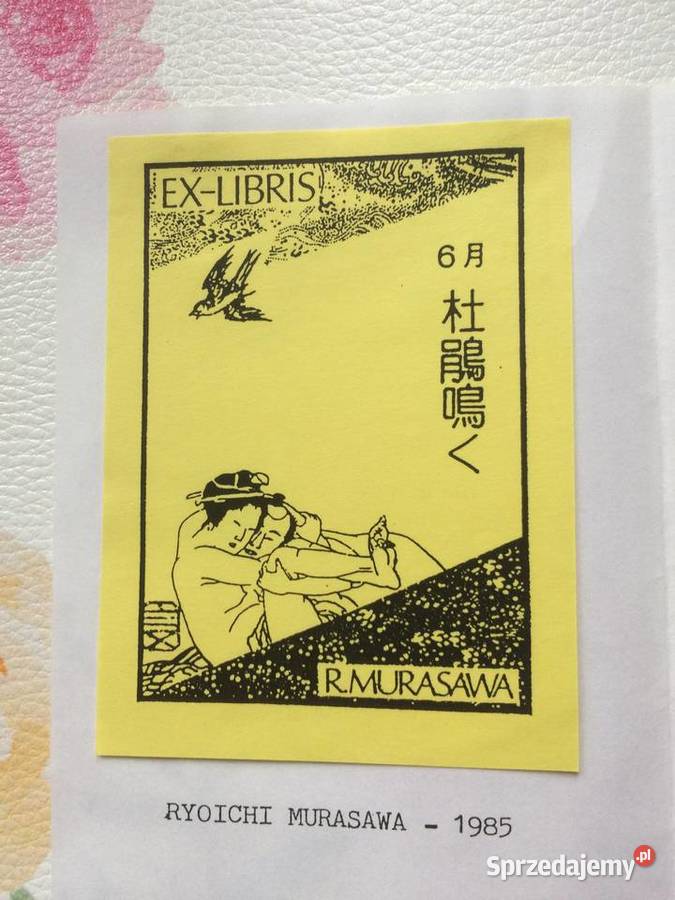 EX-LIBRIS
6月
杜鵑鳴く
R.MURASAWA
RYOICHI MURASAWA - 1985
Sprzedajemy.pl